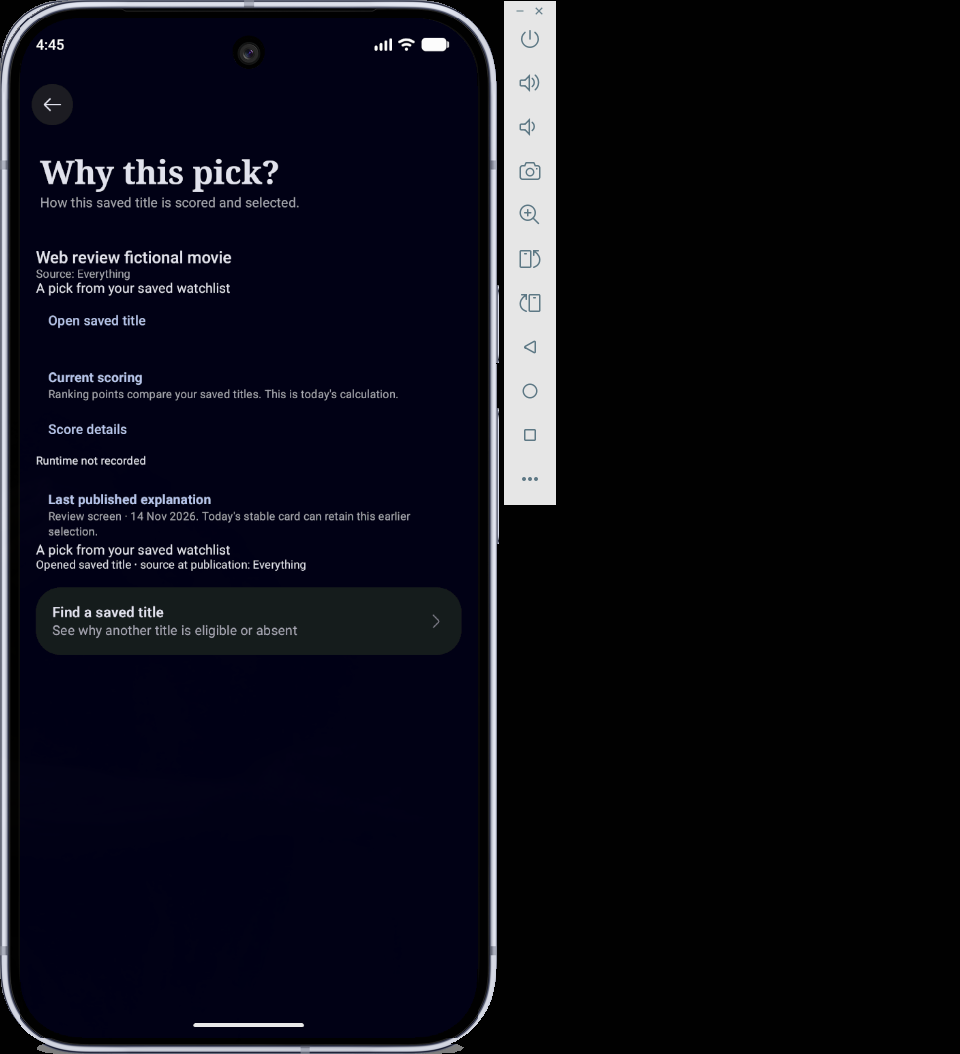 4:45
Why this pick?
How this saved title is scored and selected.
Web review fictional movie
Source: Everything
A pick from your saved watchlist
Open saved title
Current scoring
Ranking points compare your saved titles. This is today's calculation.
Score details
Runtime not recorded
Last published explanation
Review screen · 14 Nov 2026. Today's stable card can retain this earlier
selection.
A pick from your saved watchlist
Opened saved title · source at publication: Everything
Find a saved title
See why another title is eligible or absent